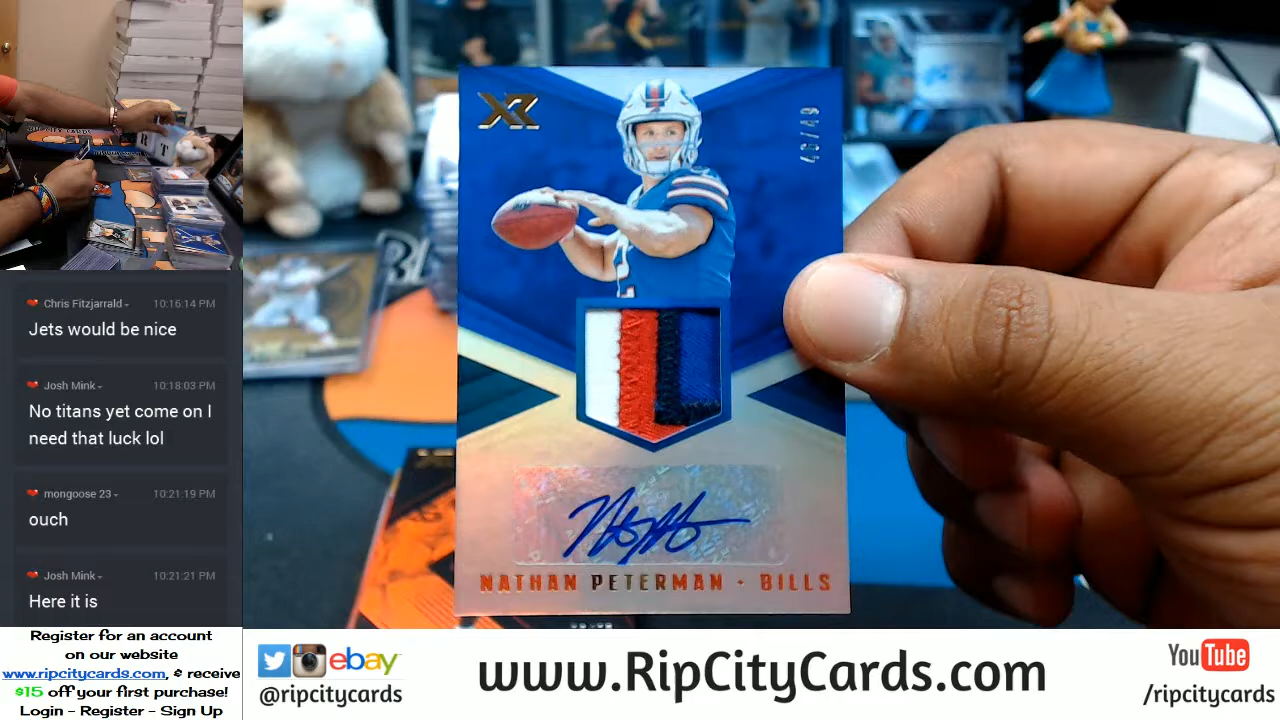 Chris Fitzjarrald 10:16:14 PM
Jets would be nice
Josh Mink 10:18:03 PM
No titans yet come on I
need that luck lol
mongoose 23 10:21:19 PM
ouch
Josh Mink 10:21:21 PM
Here it is
Register for an account
on our website
www.ripcitycards.com, & receive
$15 off your first purchase!
Login - Register - Sign Up
RIP CITY CARDS
R T
XR
NATHAN PETERMAN · BILLS
ebay
@ripcitycards
www.RipCityCards.com
YouTube
/ripcitycards